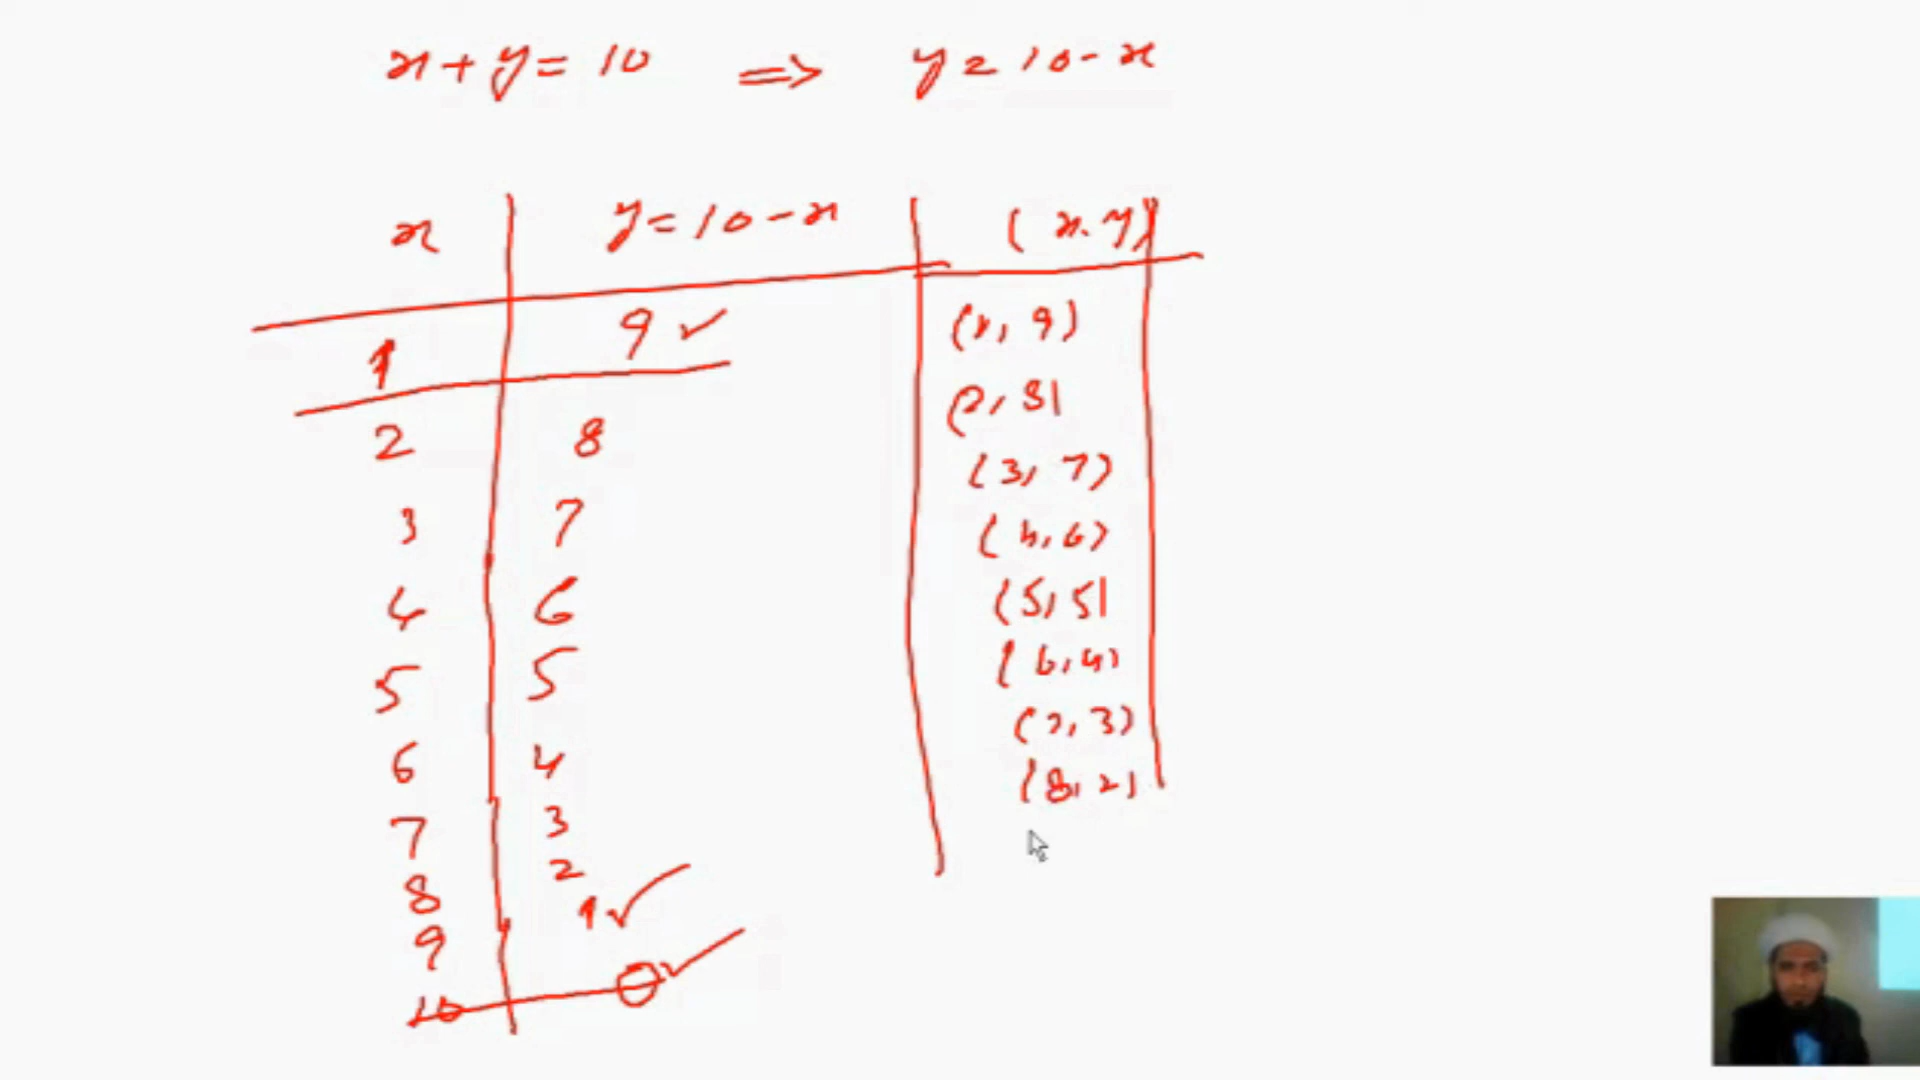 x + y = 10 => y = 10 - x
x y = 10 - x (x. y)
1 9 ✓ (1, 9)
2 8 (2, 8)
3 7 (3, 7)
4 6 (4, 6)
5 5 (5, 5)
6 4 (6, 4)
7 3 (7, 3)
8 2 (8, 2)
9 1 ✓
10 0 ✓